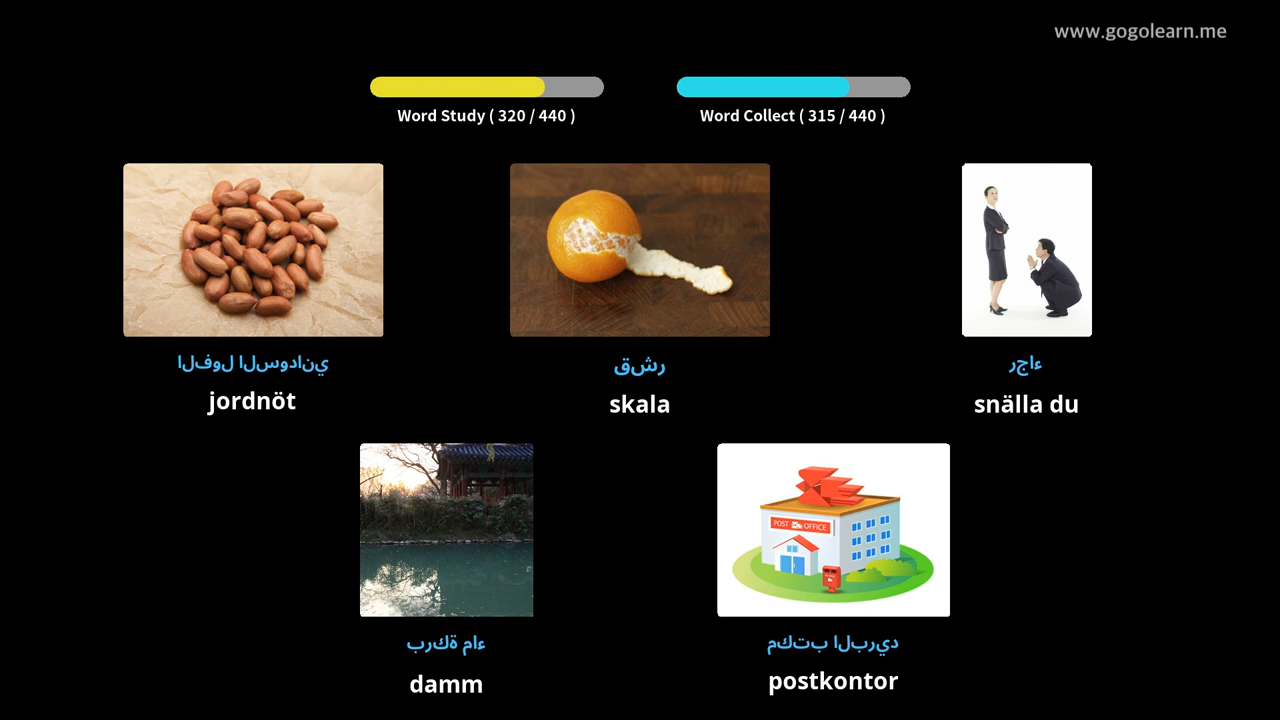 www.gogolearn.me
Word Study ( 320 / 440 )
Word Collect ( 315 / 440 )
الفول السوداني
jordnöt
قشر
skala
رجاء
snälla du
POST OFFICE
بركة ماء
damm
مكتب البريد
postkontor